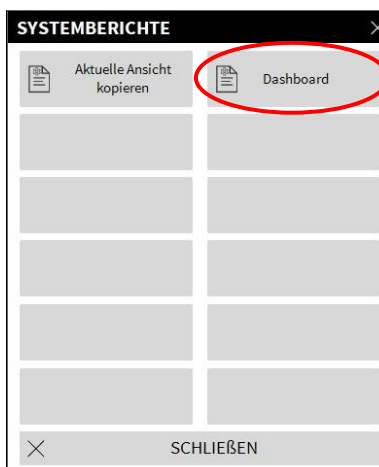 SYSTEMBERICHTE
Aktuelle Ansicht
kopieren
Dashboard
SCHLIEßEN